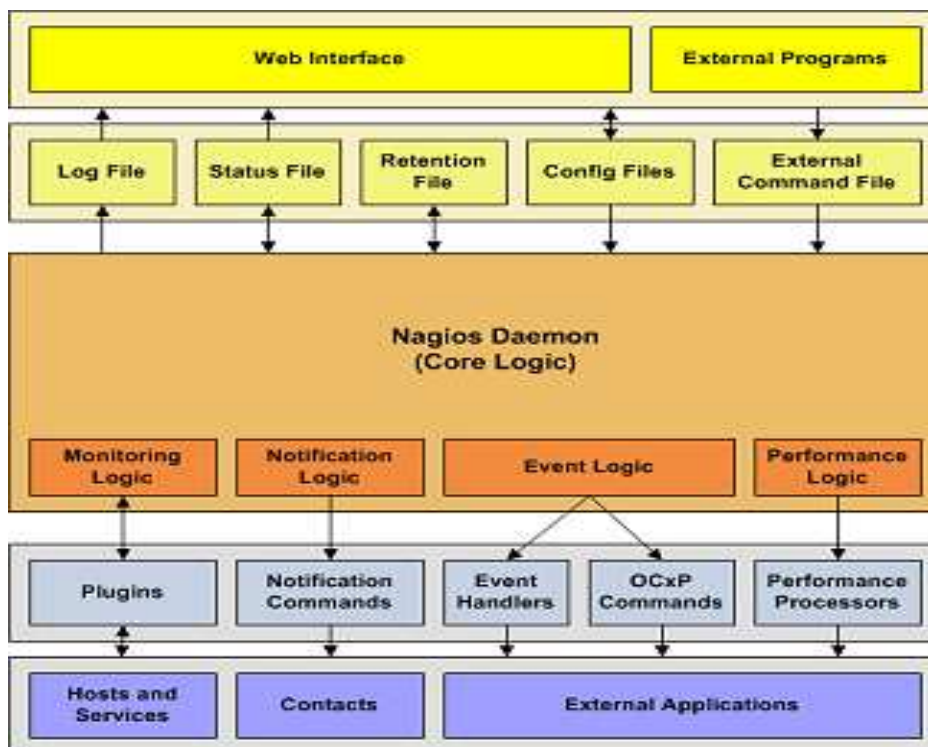 Web Interface
External Programs
Log File
Status File
Retention
File
Config Files
External
Command File
Nagios Daemon
(Core Logic)
Monitoring
Logic
Notification
Logic
Event Logic
Performance
Logic
Plugins
Notification
Commands
Event
Handlers
OCxP
Commands
Performance
Processors
Hosts and
Services
Contacts
External Applications